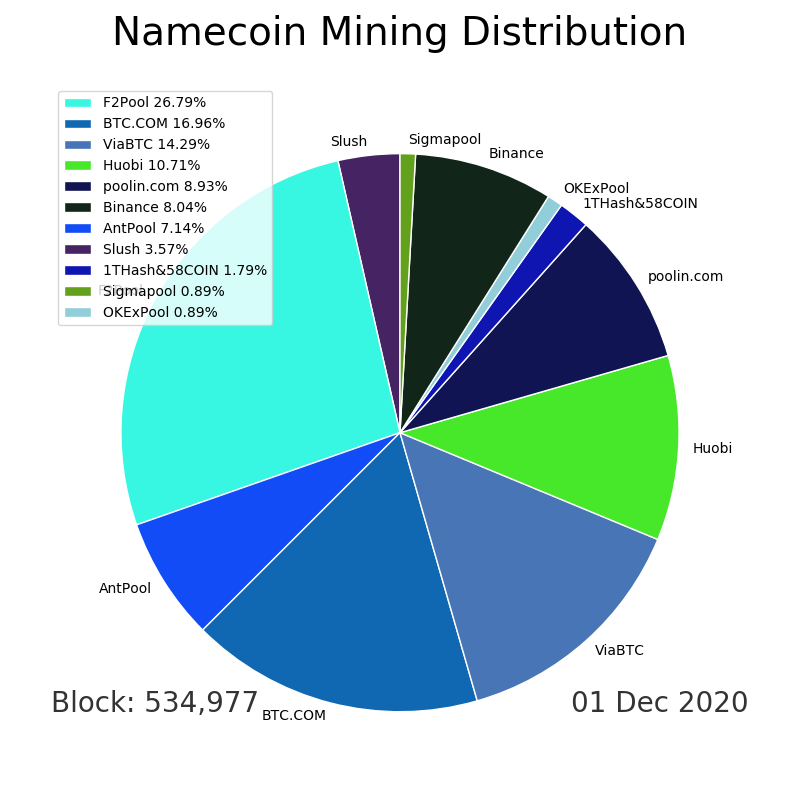 Namecoin Mining Distribution
F2Pool 26.79%
BTC.COM 16.96%
ViaBTC 14.29%
Huobi 10.71%
poolin.com 8.93%
Binance 8.04%
AntPool 7.14%
Slush 3.57%
1THash&58COIN 1.79%
Sigmapool 0.89%
OKExPool 0.89%
Slush
Sigmapool
Binance
OKExPool
1THash&58COIN
poolin.com
Huobi
ViaBTC
BTC.COM
AntPool
Block: 534,977
01 Dec 2020